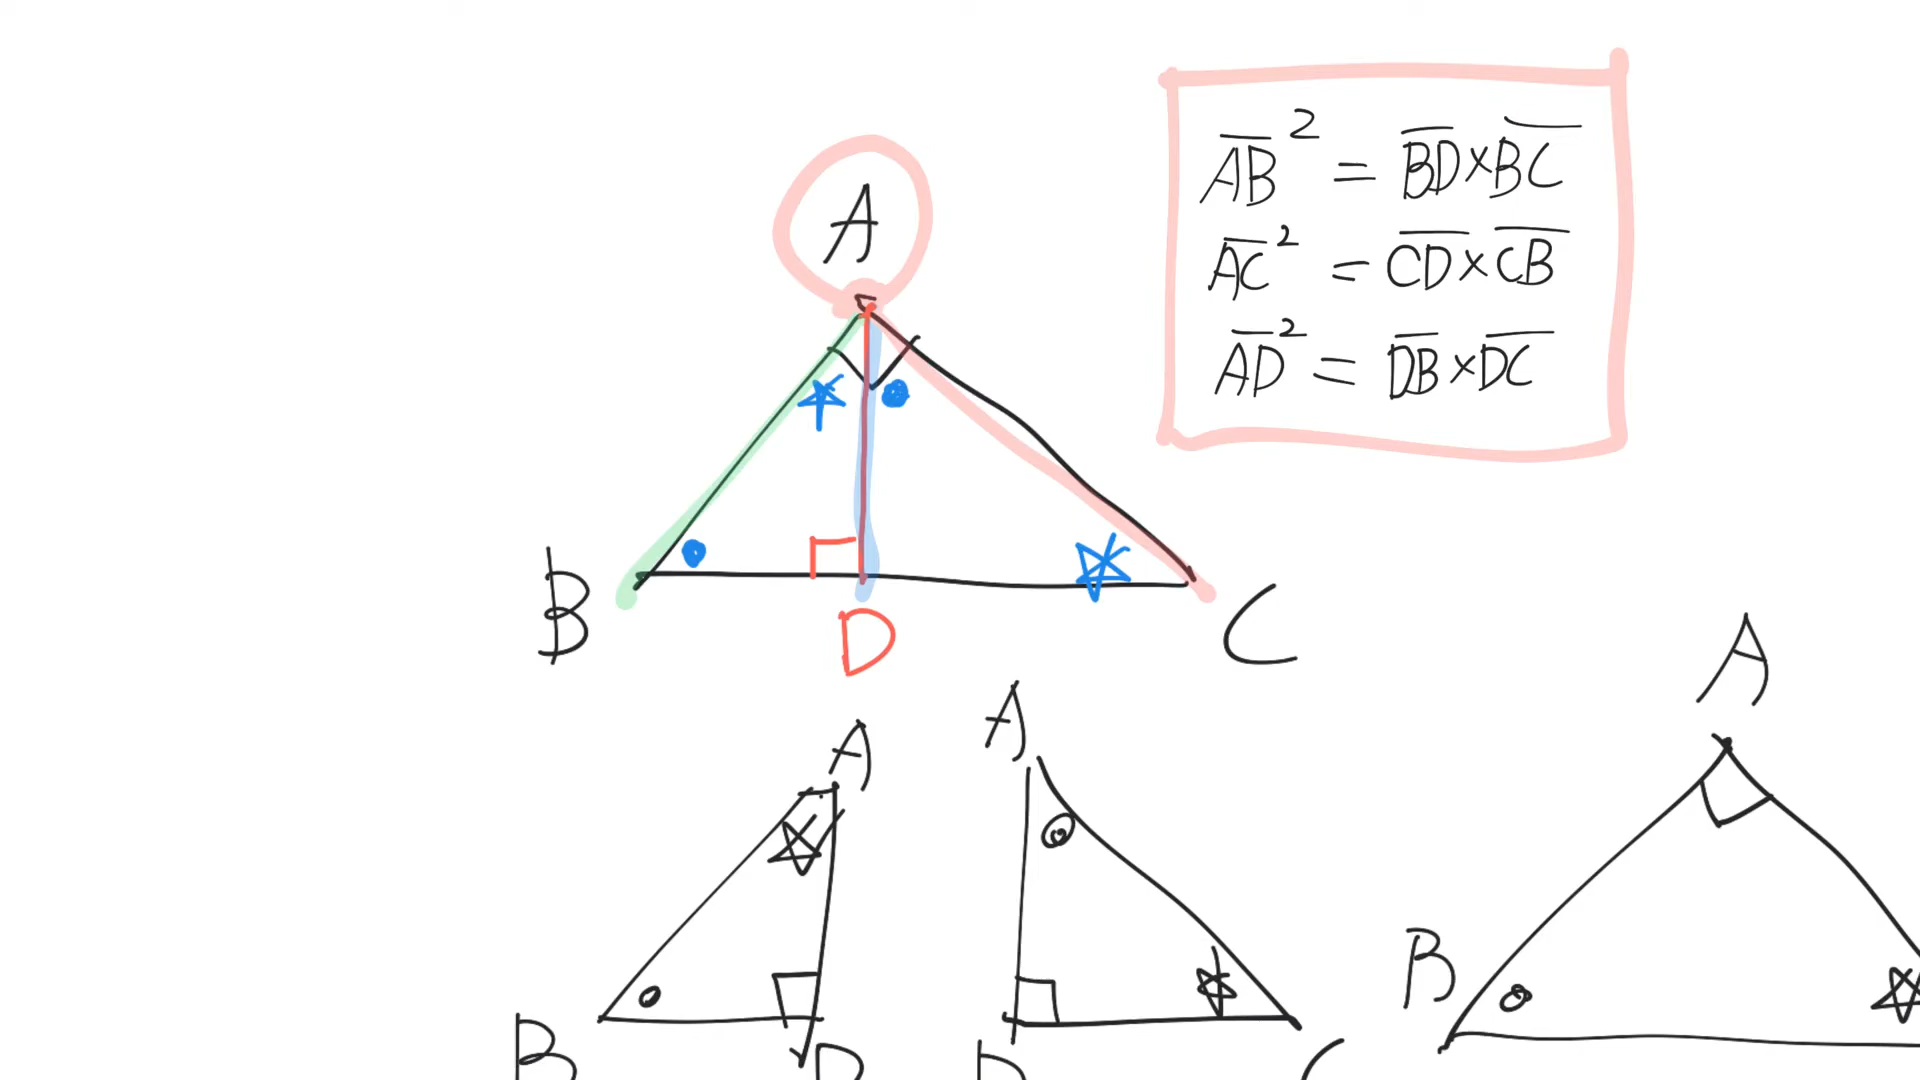 A
AB² = BD×BC
AC² = CD×CB
AD² = DB×DC
B
D
C
A
A
A
B
B
D
D
C